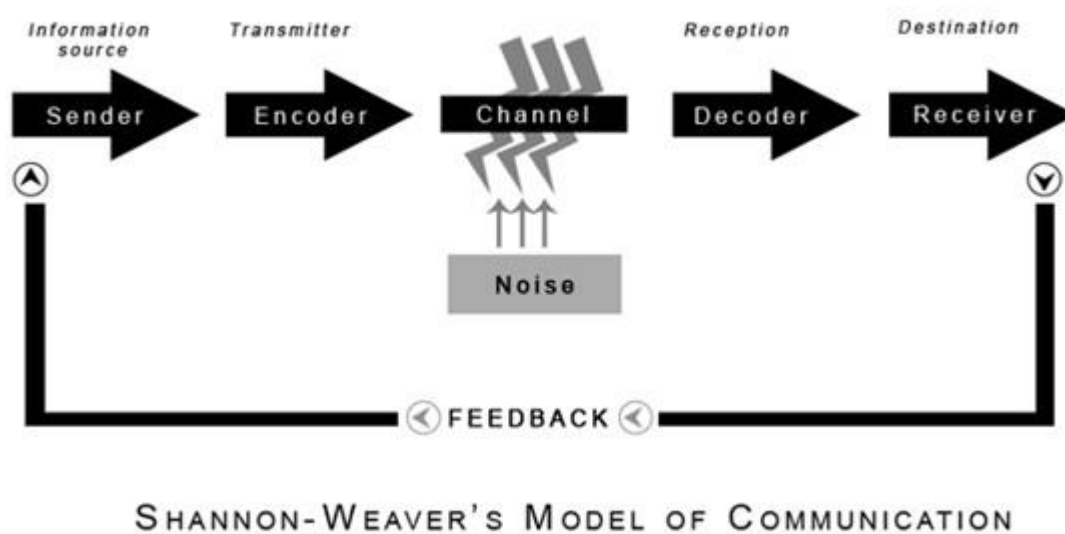 Information
source
Transmitter
Reception
Destination
Sender
Encoder
Channel
Decoder
Receiver
Noise
FEEDBACK
SHANNON-WEAVER'S MODEL OF COMMUNICATION